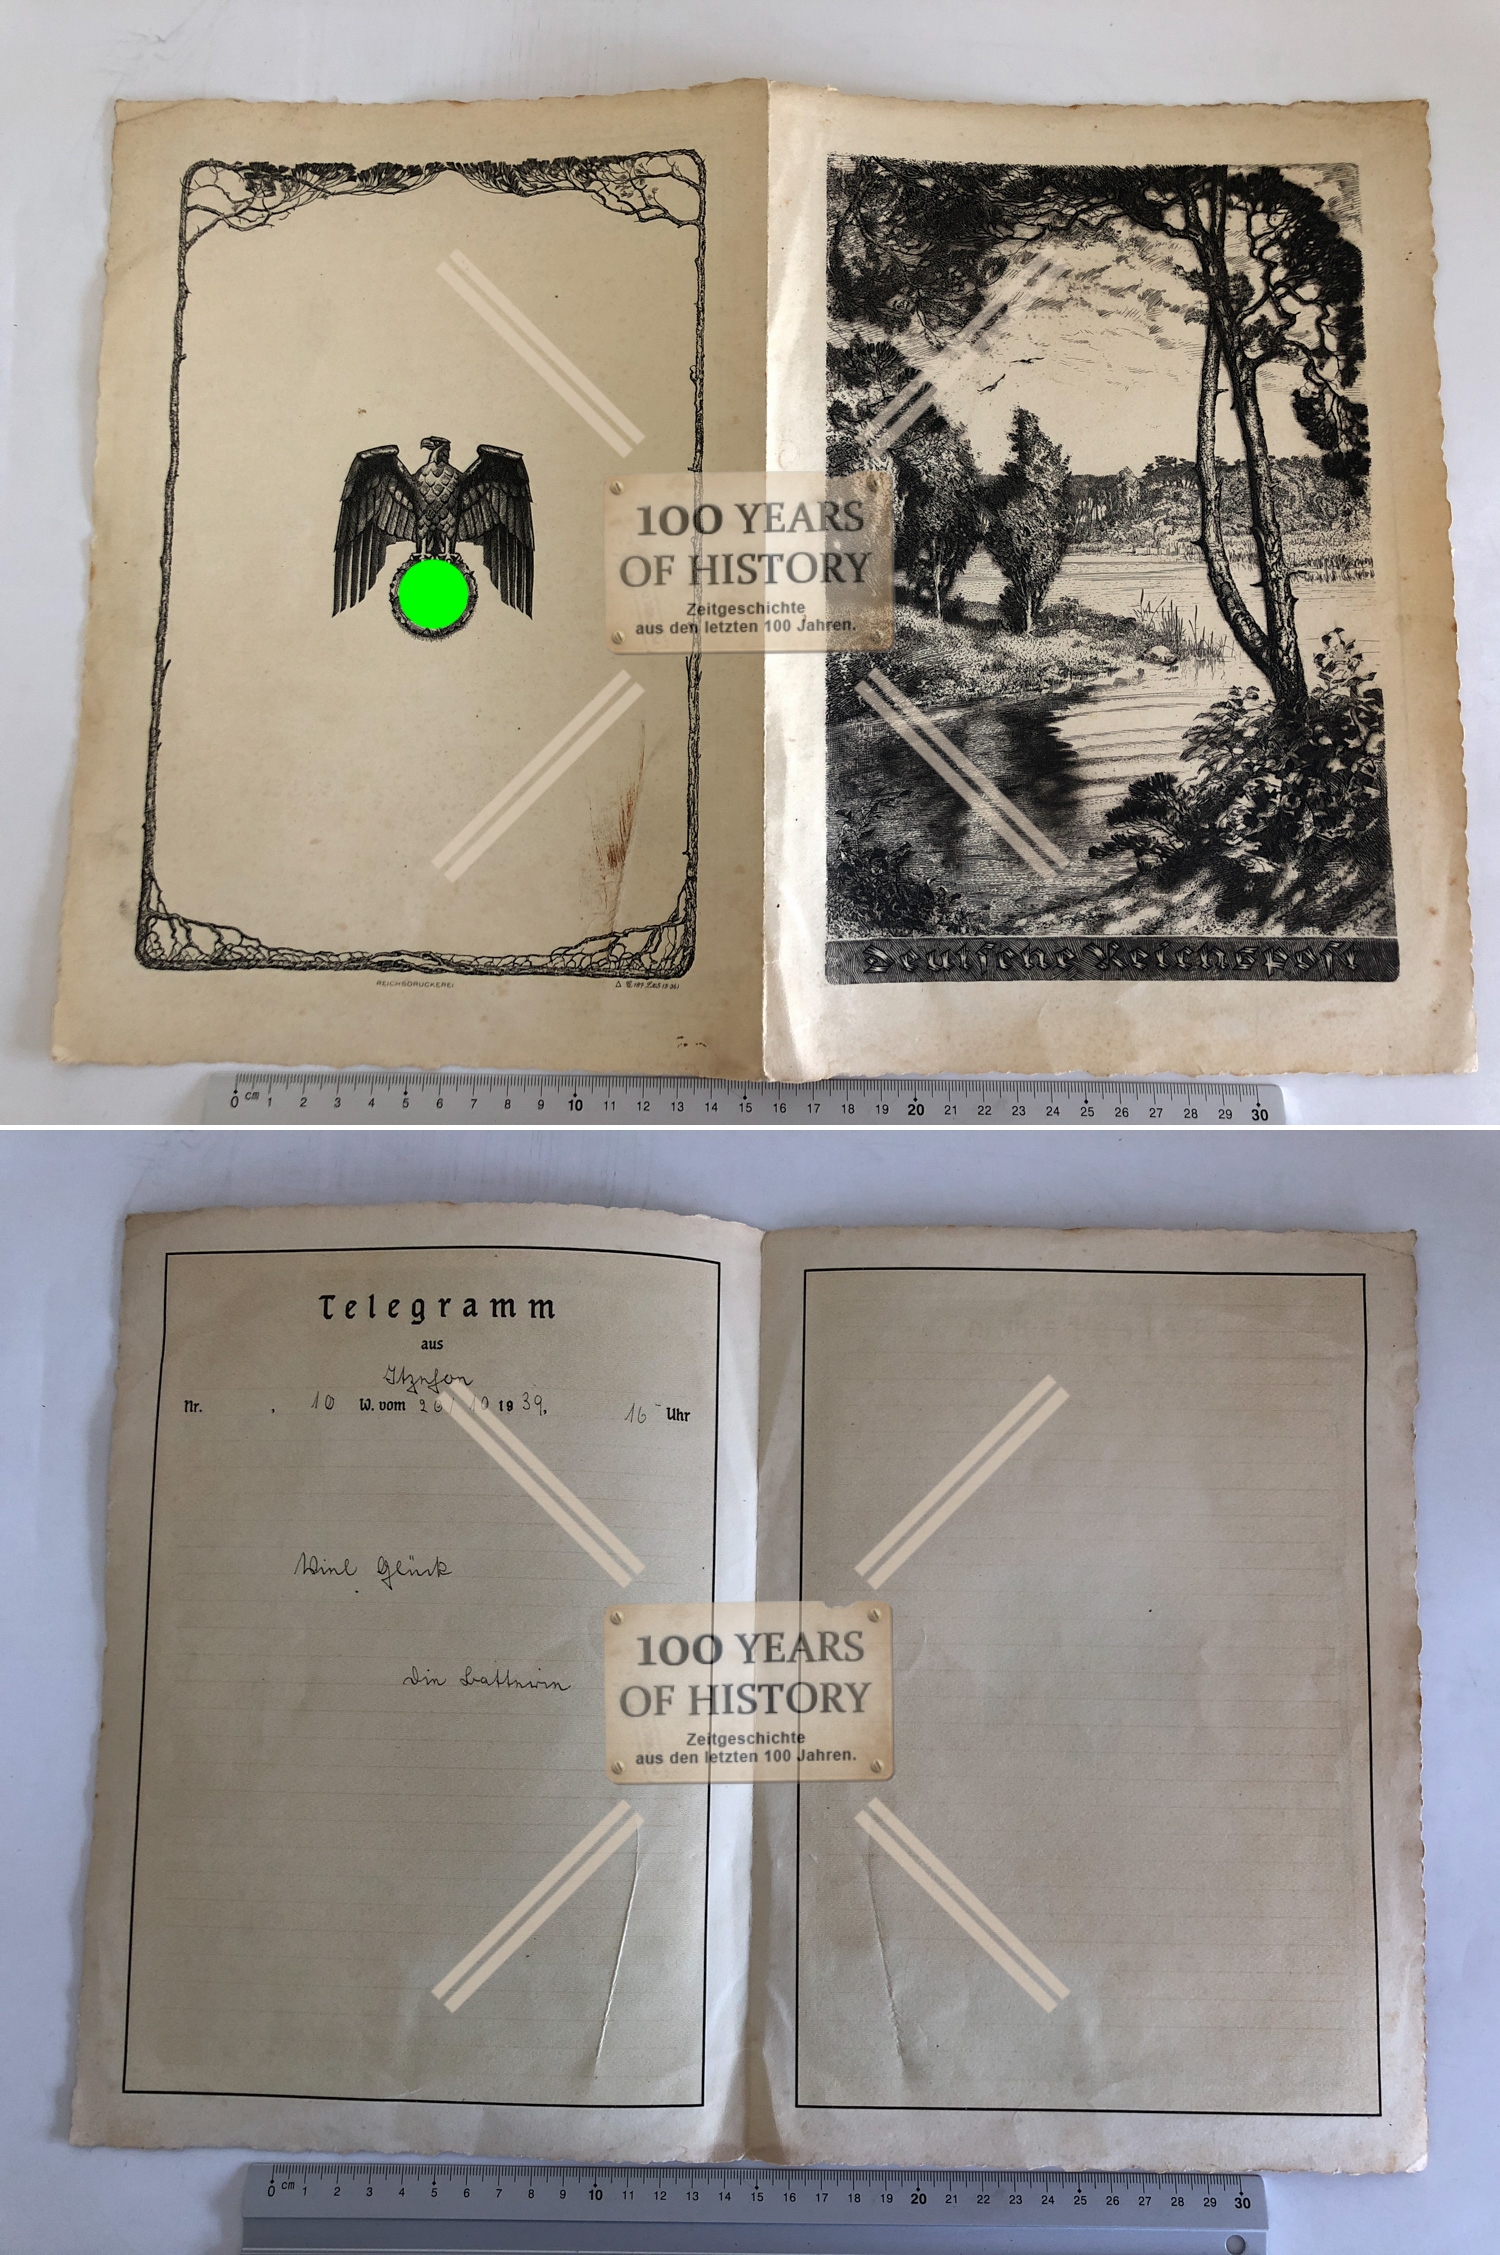 100 YEARS
OF HISTORY
Zeitgeschichte
aus den letzten 100 Jahren.
Deutsche Reichspost
REICHSDRUCKEREI
0 cm 1 2 3 4 5 6 7 8 9 10 11 12 13 14 15 16 17 18 19 20 21 22 23 24 25 26 27 28 29 30
Telegramm
aus
Nr. , 10 W. vom 26/10 1939, 16 Uhr
Viel Glück
100 YEARS
OF HISTORY
Die Batterie
Zeitgeschichte
aus den letzten 100 Jahren.
0 cm 1 2 3 4 5 6 7 8 9 10 11 12 13 14 15 16 17 18 19 20 21 22 23 24 25 26 27 28 29 30